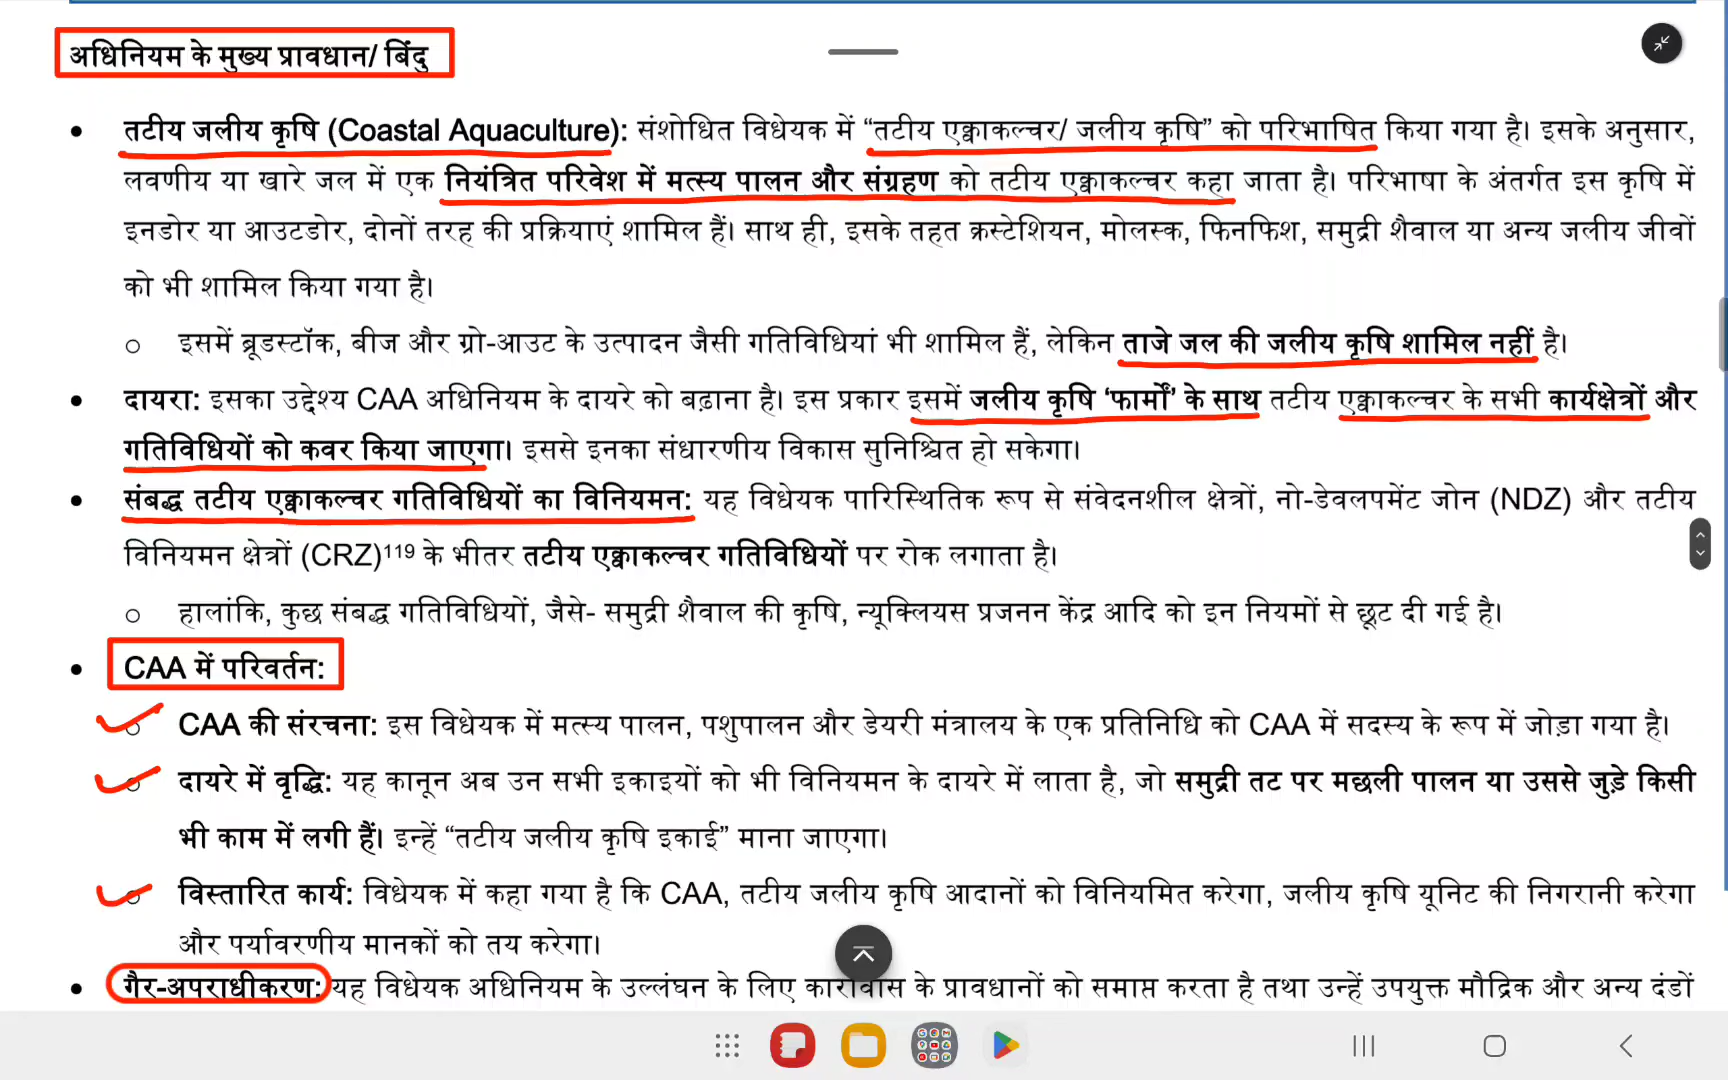 अधिनियम के मुख्य प्रावधान/ बिंदु
• तटीय जलीय कृषि (Coastal Aquaculture): संशोधित विधेयक में “तटीय एक्वाकल्चर/ जलीय कृषि” को परिभाषित किया गया है। इसके अनुसार,
लवणीय या खारे जल में एक नियंत्रित परिवेश में मत्स्य पालन और संग्रहण को तटीय एक्वाकल्चर कहा जाता है। परिभाषा के अंतर्गत इस कृषि में
इनडोर या आउटडोर, दोनों तरह की प्रक्रियाएं शामिल हैं। साथ ही, इसके तहत क्रस्टेशियन, मोलस्क, फिनफिश, समुद्री शैवाल या अन्य जलीय जीवों
को भी शामिल किया गया है।
o इसमें ब्रूडस्टॉक, बीज और ग्रो-आउट के उत्पादन जैसी गतिविधियां भी शामिल हैं, लेकिन ताजे जल की जलीय कृषि शामिल नहीं है।
• दायरा: इसका उद्देश्य CAA अधिनियम के दायरे को बढ़ाना है। इस प्रकार इसमें जलीय कृषि ‘फार्मों’ के साथ तटीय एक्वाकल्चर के सभी कार्यक्षेत्रों और
गतिविधियों को कवर किया जाएगा। इससे इनका संधारणीय विकास सुनिश्चित हो सकेगा।
• संबद्ध तटीय एक्वाकल्चर गतिविधियों का विनियमन: यह विधेयक पारिस्थितिक रूप से संवेदनशील क्षेत्रों, नो-डेवलपमेंट जोन (NDZ) और तटीय
विनियमन क्षेत्रों (CRZ)119 के भीतर तटीय एक्वाकल्चर गतिविधियों पर रोक लगाता है।
o हालांकि, कुछ संबद्ध गतिविधियों, जैसे- समुद्री शैवाल की कृषि, न्यूक्लियस प्रजनन केंद्र आदि को इन नियमों से छूट दी गई है।
• CAA में परिवर्तन:
o CAA की संरचना: इस विधेयक में मत्स्य पालन, पशुपालन और डेयरी मंत्रालय के एक प्रतिनिधि को CAA में सदस्य के रूप में जोड़ा गया है।
o दायरे में वृद्धि: यह कानून अब उन सभी इकाइयों को भी विनियमन के दायरे में लाता है, जो समुद्री तट पर मछली पालन या उससे जुड़े किसी
भी काम में लगी हैं। इन्हें “तटीय जलीय कृषि इकाई” माना जाएगा।
o विस्तारित कार्य: विधेयक में कहा गया है कि CAA, तटीय जलीय कृषि आदानों को विनियमित करेगा, जलीय कृषि यूनिट की निगरानी करेगा
और पर्यावरणीय मानकों को तय करेगा।
• गैर-अपराधीकरण: यह विधेयक अधिनियम के उल्लंघन के लिए कारावास के प्रावधानों को समाप्त करता है तथा उन्हें उपयुक्त मौद्रिक और अन्य दंडों